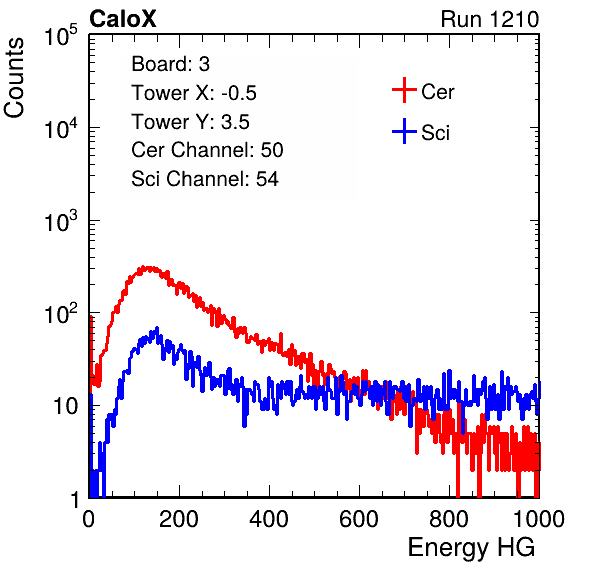 CaloX Run 1210
Counts
Board: 3
Tower X: -0.5
Tower Y: 3.5
Cer Channel: 50
Sci Channel: 54
Cer
Sci
10^5
10^4
10^3
10^2
10
1
0 200 400 600 800 1000
Energy HG